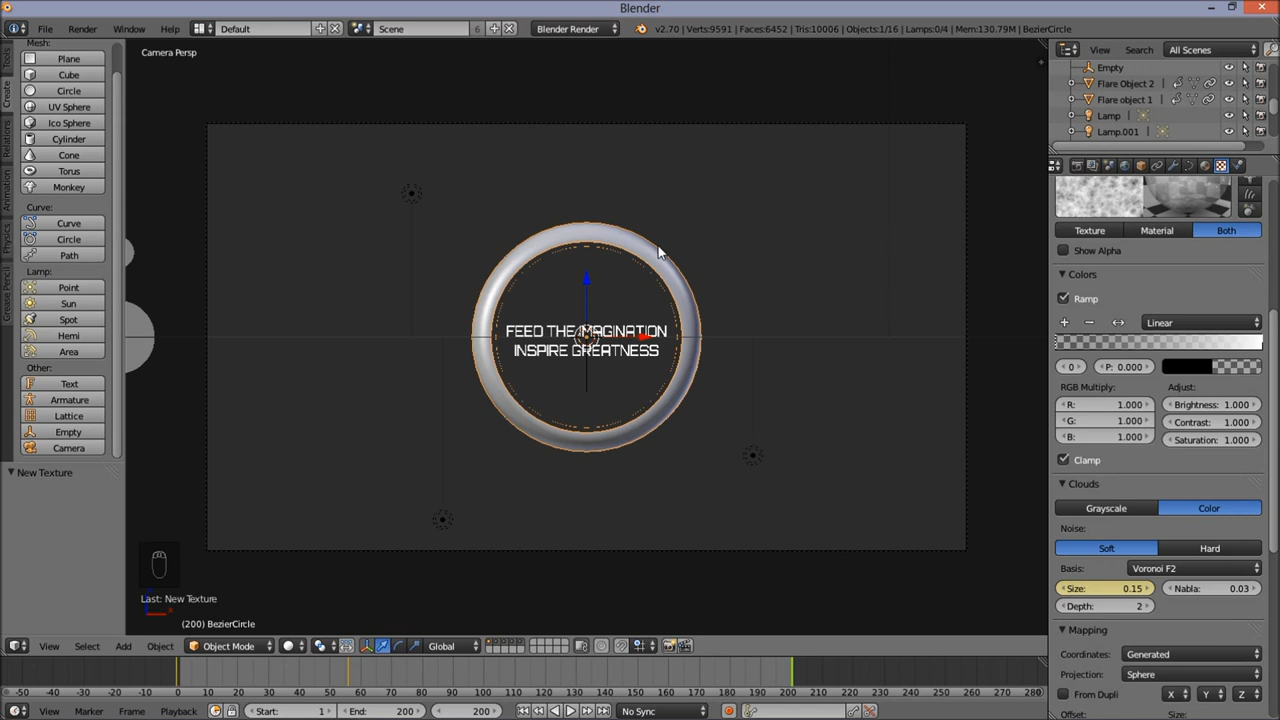 Blender
File Render Window Help Default Scene 6 Blender Render v2.70 | Verts:9591 | Faces:6452 | Tris:10006 | Objects:1/16 | Lamps:0/4 | Mem:130.79M | BezierCircle
View Search All Scenes
Empty
Flare Object 2
Flare object 1
Lamp
Lamp.001
Tools
Create
Relations
Animation
Physics
Grease Pencil
Mesh:
Plane
Cube
Circle
UV Sphere
Ico Sphere
Cylinder
Cone
Torus
Monkey
Curve:
Curve
Circle
Path
Lamp:
Point
Sun
Spot
Hemi
Area
Other:
Text
Armature
Lattice
Empty
Camera
New Texture
Camera Persp
FEED THE IMAGINATION
INSPIRE GREATNESS
Last: New Texture
(200) BezierCircle
Texture Material Both
Show Alpha
Colors
Ramp
Linear
0 P: 0.000
RGB Multiply: Adjust:
R: 1.000 Brightness: 1.000
G: 1.000 Contrast: 1.000
B: 1.000 Saturation: 1.000
Clamp
Clouds
Grayscale Color
Noise:
Soft Hard
Basis: Voronoi F2
Size: 0.15 Nabla: 0.03
Depth: 2
Mapping
Coordinates: Generated
Projection: Sphere
From Dupli X Y Z
Offset: Size:
View Select Add Object Object Mode Global
-50 -40 -30 -20 -10 0 10 20 30 40 50 60 70 80 90 100 110 120 130 140 150 160 170 180 190 200 210 220 230 240 250 260 270 280
View Marker Frame Playback Start: 1 End: 200 200 No Sync